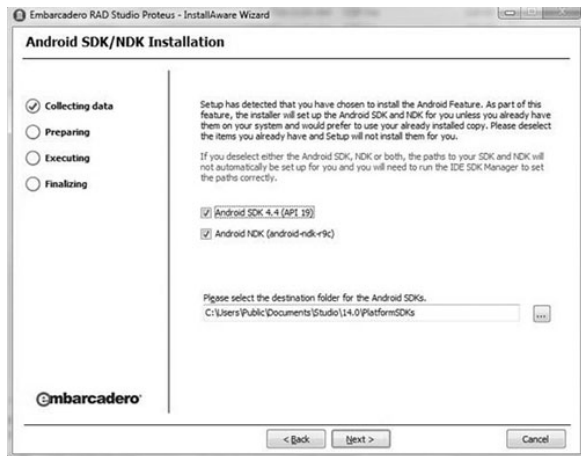 Embarcadero RAD Studio Proteus - InstallAware Wizard
Android SDK/NDK Installation
Collecting data
Preparing
Executing
Finalizing
Setup has detected that you have chosen to install the Android Feature. As part of this
feature, the installer will set up the Android SDK and NDK for you unless you already have
them on your system and would prefer to use your already installed copy. Please deselect
the items you already have and Setup will not install them for you.
If you deselect either the Android SDK, NDK or both, the paths to your SDK and NDK will
not automatically be set up for you and you will need to run the IDE SDK Manager to set
the paths correctly.
Android SDK 4.4 (API 19)
Android NDK (android-ndk-r9c)
Please select the destination folder for the Android SDKs.
C:\Users\Public\Documents\Studio\14.0\PlatformSDKs
...
embarcadero
< Back
Next >
Cancel